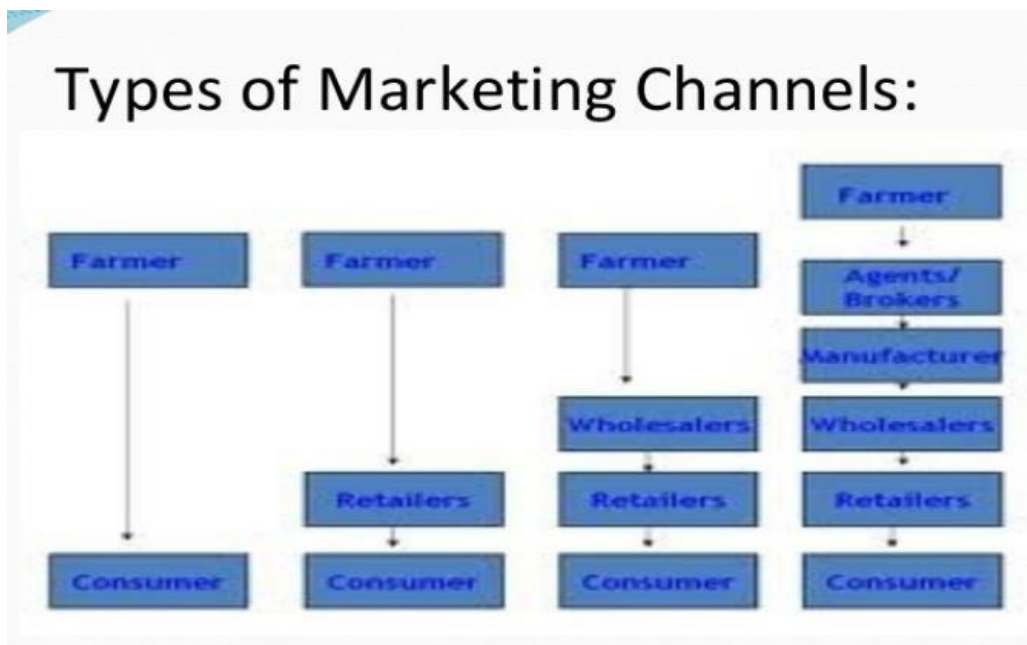 Types of Marketing Channels:
Farmer
Consumer
Farmer
Retailers
Consumer
Farmer
Wholesalers
Retailers
Consumer
Farmer
Agents/
Brokers
Manufacturer
Wholesalers
Retailers
Consumer